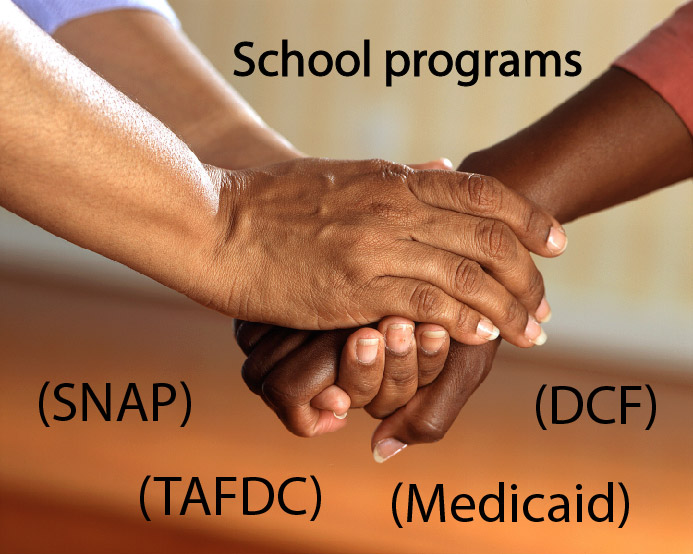 School programs
(SNAP)
(DCF)
(TAFDC)
(Medicaid)